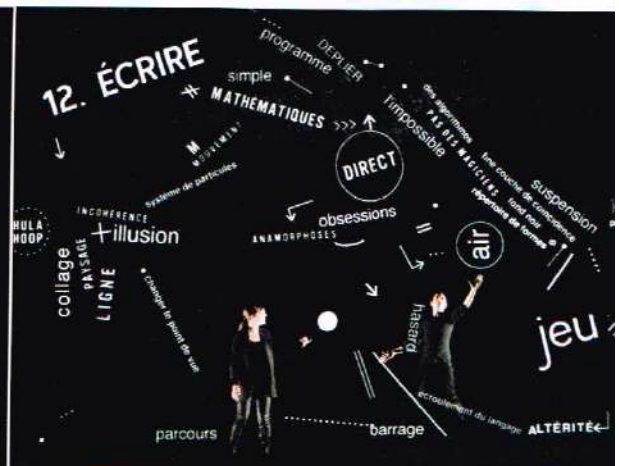 12. ÉCRIRE
programme
DÉPLIER
simple
MATHÉMATIQUES >>>
l'impossible
des algorithmes
PAS DES MAGICIENS
fine couche de coïncidence
suspension
fond noir
répertoire de formes
M
MOUVEMENT
système de particules
DIRECT
HULA
HOOP
INCOHÉRENCE
+illusion
obsessions
ANAMORPHOSES
=
air
collage
PAYSAGE
LIGNE
changer le point de vue
hasard
jeu
écroulement du langage
ALTÉRITÉ
parcours
barrage